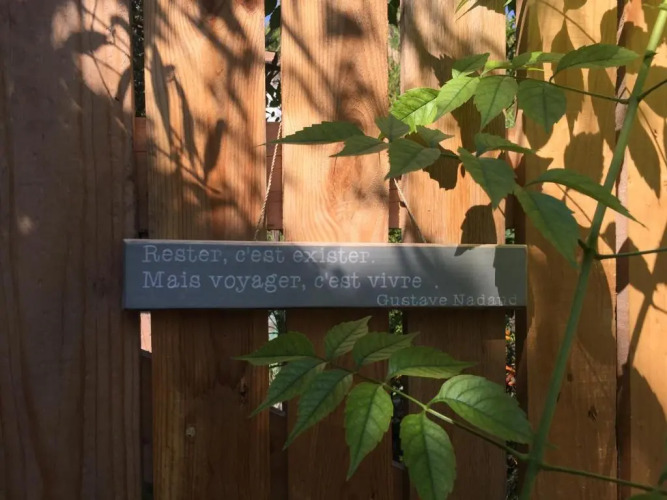 Rester, c'est exister.
Mais voyager, c'est vivre .
Gustave Nadaud